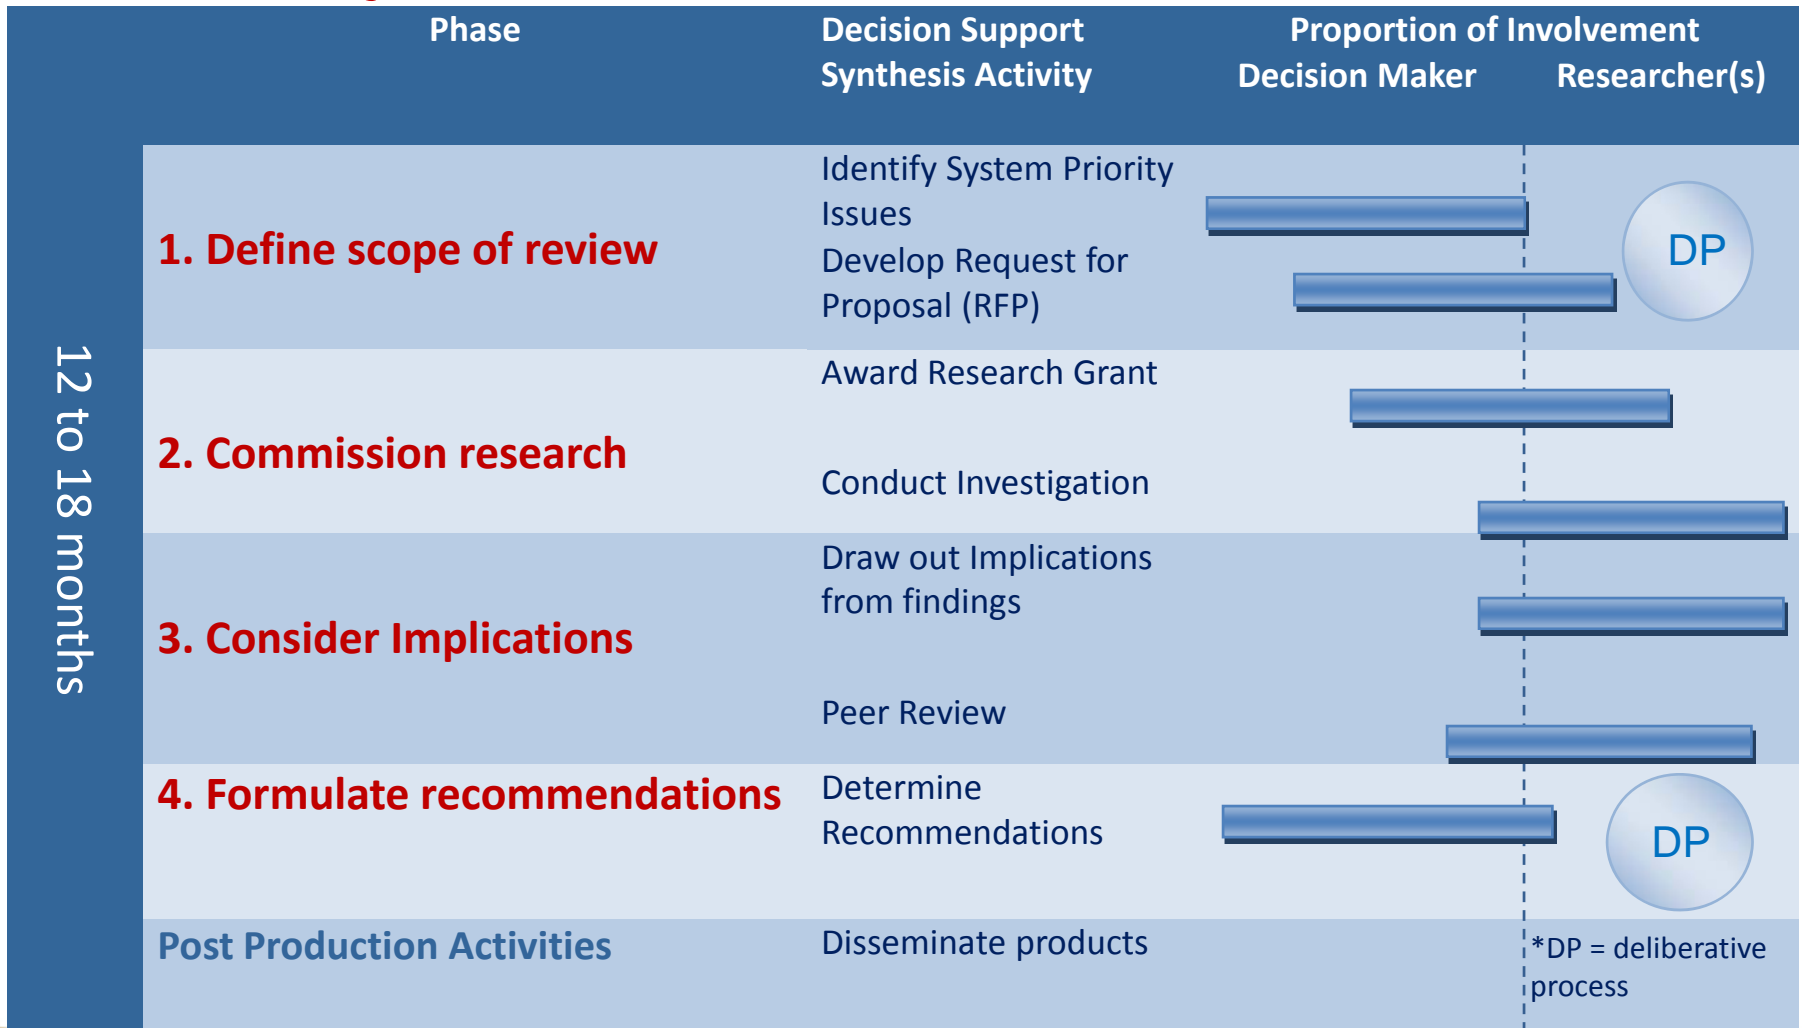 Phase
Decision Support
Synthesis Activity
Proportion of Involvement
Decision Maker
Researcher(s)
12 to 18 months
1. Define scope of review
Identify System Priority
Issues
Develop Request for
Proposal (RFP)
DP
2. Commission research
Award Research Grant
Conduct Investigation
3. Consider Implications
Draw out Implications
from findings
Peer Review
4. Formulate recommendations
Determine
Recommendations
DP
Post Production Activities
Disseminate products
*DP = deliberative
process